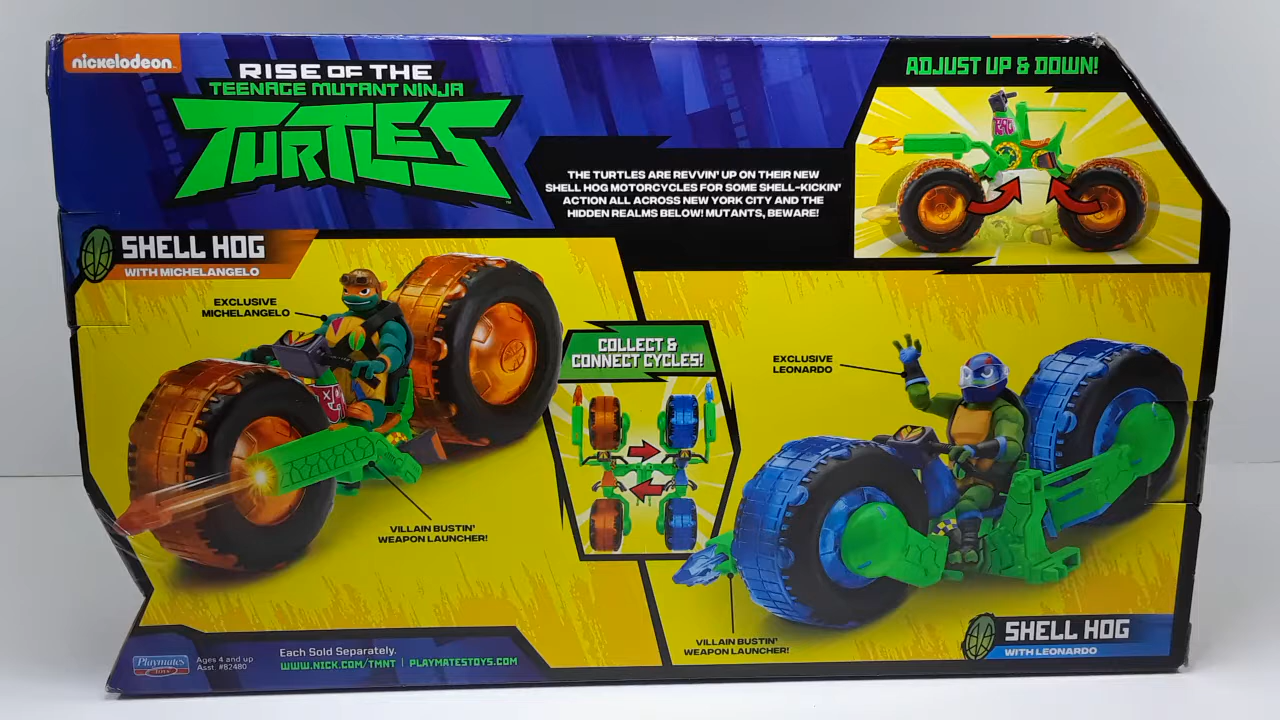 nickelodeon
RISE OF THE
TEENAGE MUTANT NINJA
TURTLES
THE TURTLES ARE REVVIN' UP ON THEIR NEW
SHELL HOG MOTORCYCLES FOR SOME SHELL-KICKIN'
ACTION ALL ACROSS NEW YORK CITY AND THE
HIDDEN REALMS BELOW! MUTANTS, BEWARE!
ADJUST UP & DOWN!
SHELL HOG
WITH MICHELANGELO
EXCLUSIVE
MICHELANGELO
VILLAIN BUSTIN'
WEAPON LAUNCHER!
COLLECT &
CONNECT CYCLES!
EXCLUSIVE
LEONARDO
VILLAIN BUSTIN'
WEAPON LAUNCHER!
SHELL HOG
WITH LEONARDO
Playmates
Ages 4 and up
Asst. #82480
Each Sold Separately.
WWW.NICK.COM/TMNT | PLAYMATESTOYS.COM